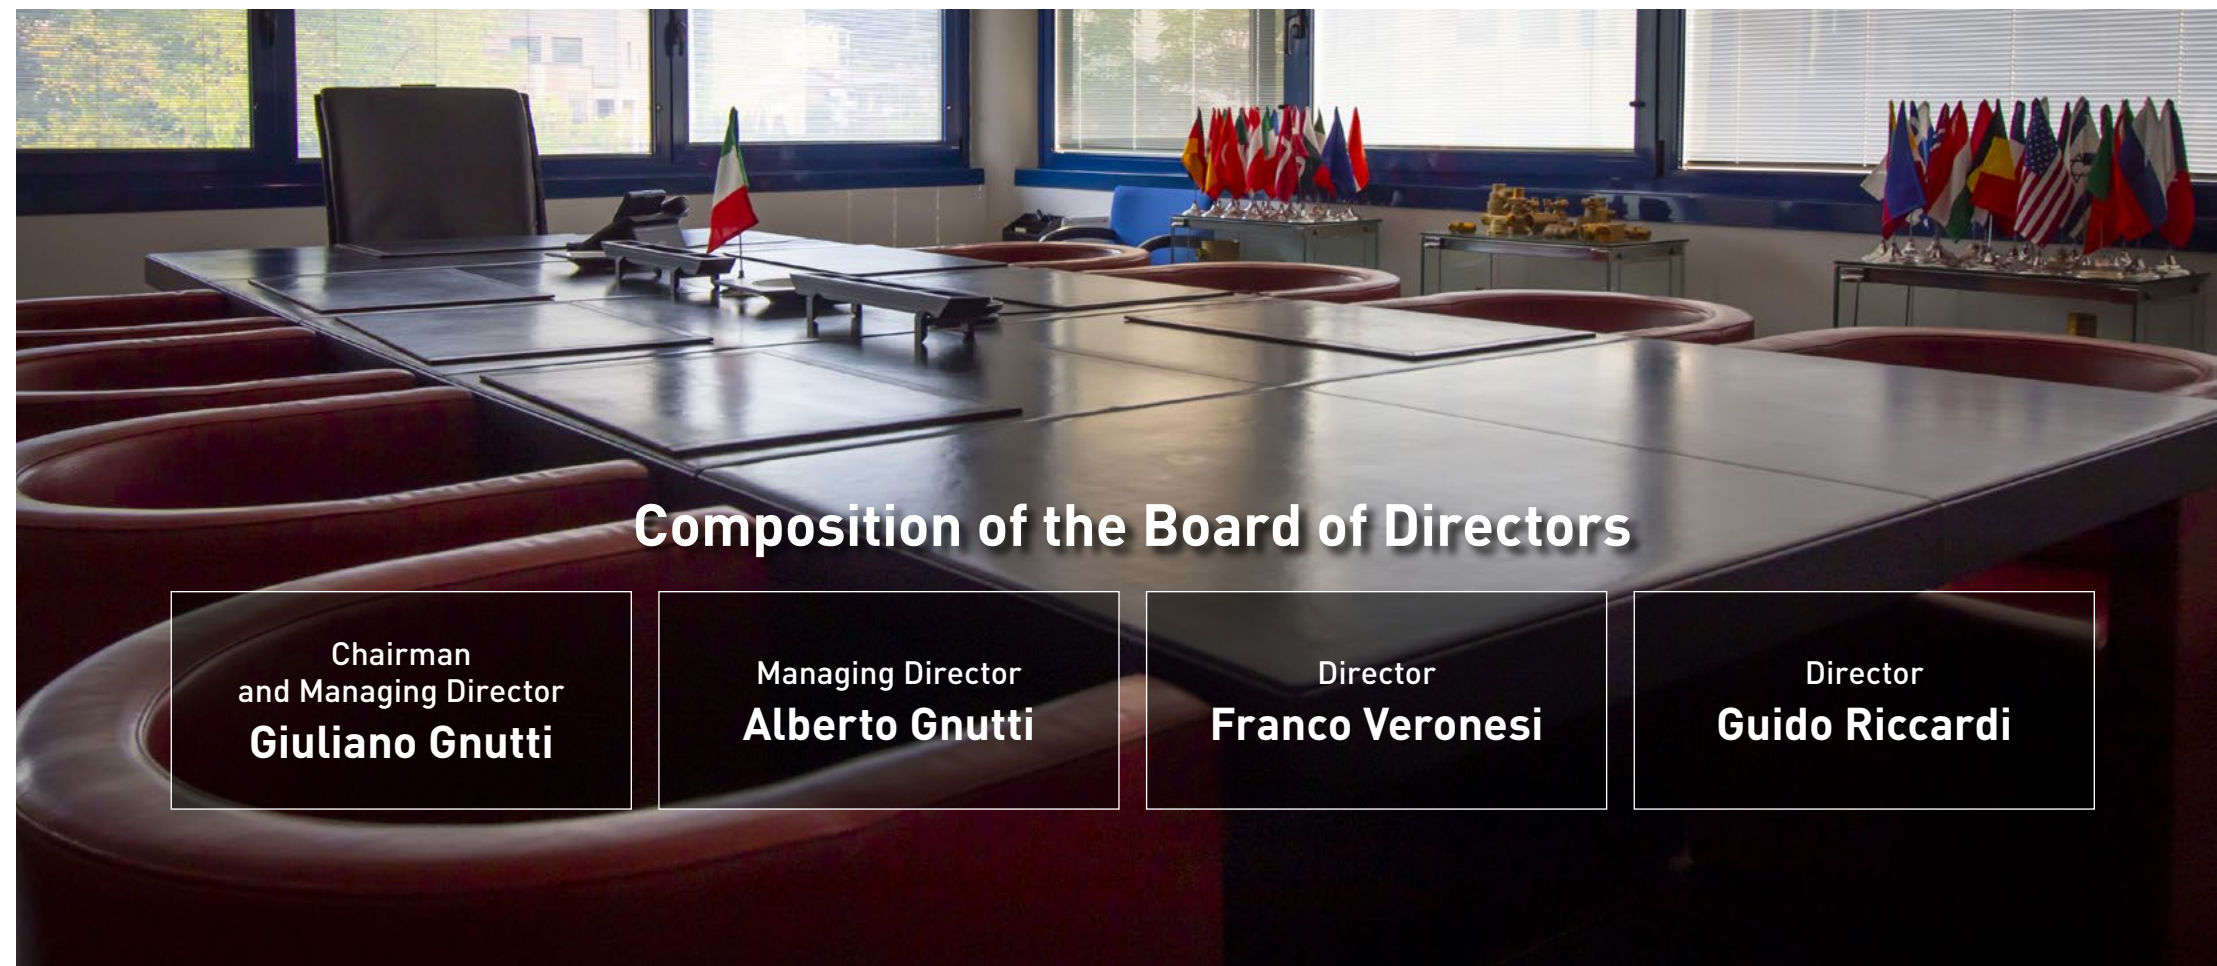 Composition of the Board of Directors
Chairman
and Managing Director
Giuliano Gnutti
Managing Director
Alberto Gnutti
Director
Franco Veronesi
Director
Guido Riccardi